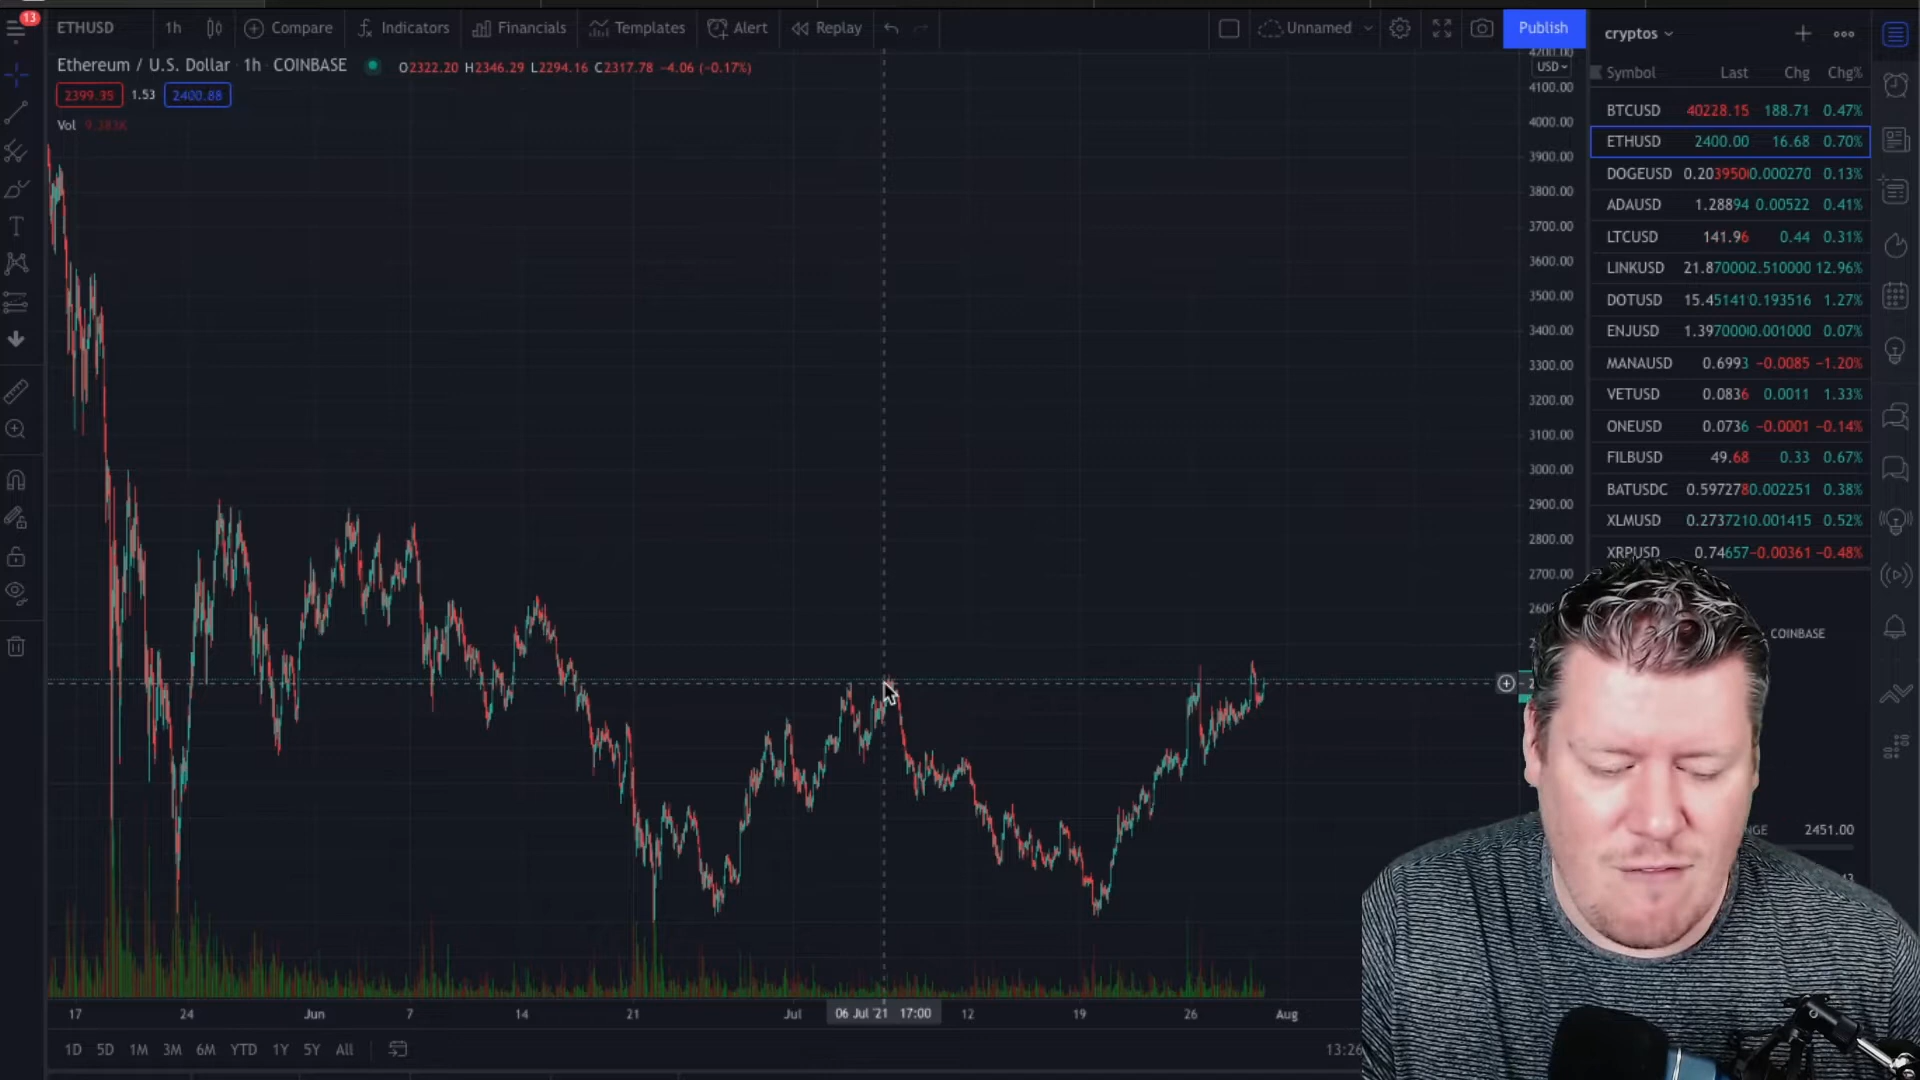 13
ETHUSD 1h Compare Indicators Financials Templates Alert Replay Unnamed Publish
cryptos
Ethereum / U.S. Dollar · 1h · COINBASE O2322.20 H2346.29 L2294.16 C2317.78 −4.06 (−0.17%)
USD
2399.35 1.53 2400.88
Vol 9.383K
Symbol Last Chg Chg%
BTCUSD 40228.15 188.71 0.47%
ETHUSD 2400.00 16.68 0.70%
DOGEUSD 0.203950 0.000270 0.13%
ADAUSD 1.28894 0.00522 0.41%
LTCUSD 141.96 0.44 0.31%
LINKUSD 21.87000 2.510000 12.96%
DOTUSD 15.45141 0.193516 1.27%
ENJUSD 1.397000 0.001000 0.07%
MANAUSD 0.6993 −0.0085 −1.20%
VETUSD 0.0836 0.0011 1.33%
ONEUSD 0.0736 −0.0001 −0.14%
FILBUSD 49.68 0.33 0.67%
BATUSDC 0.597278 0.002251 0.38%
XLMUSD 0.273721 0.001415 0.52%
XRPUSD 0.74657 −0.00361 −0.48%
4200.00
4100.00
4000.00
3900.00
3800.00
3700.00
3600.00
3500.00
3400.00
3300.00
3200.00
3100.00
3000.00
2900.00
2800.00
2700.00
COINBASE
2451.00
17 24 Jun 7 14 21 Jul 06 Jul '21 17:00 12 19 26 Aug
1D 5D 1M 3M 6M YTD 1Y 5Y All
13:26